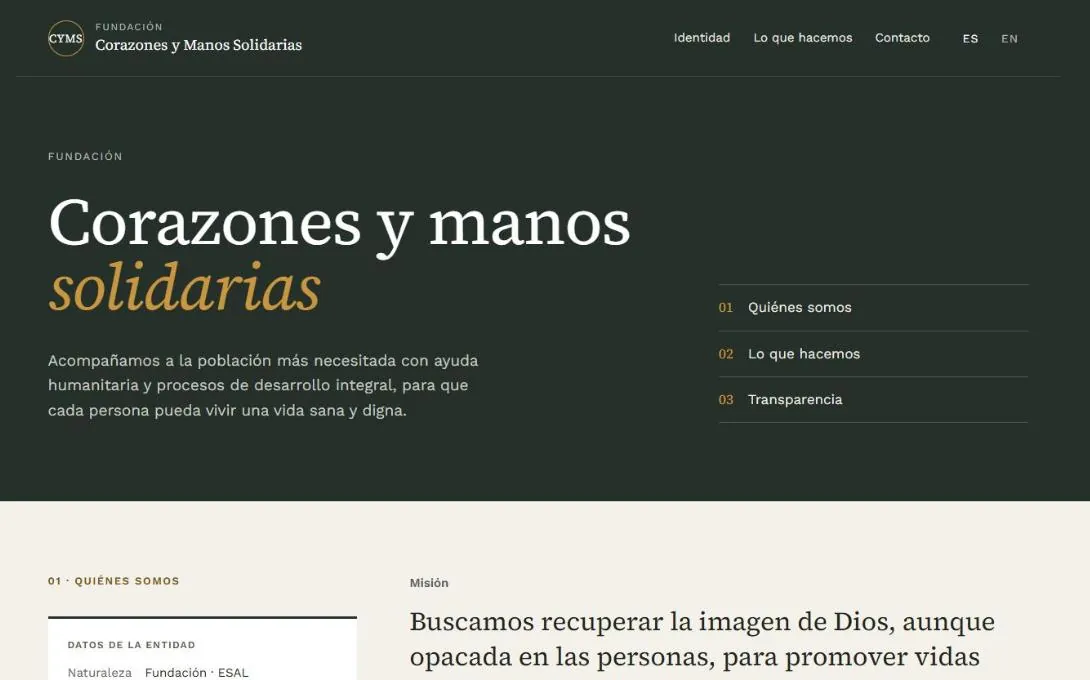 CYMS
FUNDACIÓN
Corazones y Manos Solidarias
Identidad Lo que hacemos Contacto ES EN
FUNDACIÓN
Corazones y manos
solidarias
Acompañamos a la población más necesitada con ayuda
humanitaria y procesos de desarrollo integral, para que
cada persona pueda vivir una vida sana y digna.
01 Quiénes somos
02 Lo que hacemos
03 Transparencia
01 · QUIÉNES SOMOS
DATOS DE LA ENTIDAD
Naturaleza Fundación · ESAL
Misión
Buscamos recuperar la imagen de Dios, aunque
opacada en las personas, para promover vidas